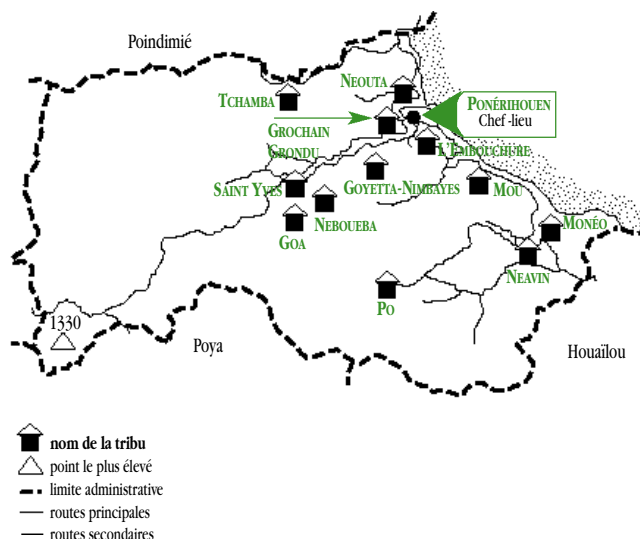 Poindimié
NEOUTA
TCHAMBA
PONÉRIHOUEN
Chef -lieu
GROCHAIN
GRONDU
L'EMBOUCHURE
SAINT YVES
GOYETTA-NIMBAYES
MOU
NEBOUEBA
MONÉO
GOA
NEAVIN
PO
1330
Poya
Houaïlou
nom de la tribu
point le plus élevé
limite administrative
routes principales
routes secondaires